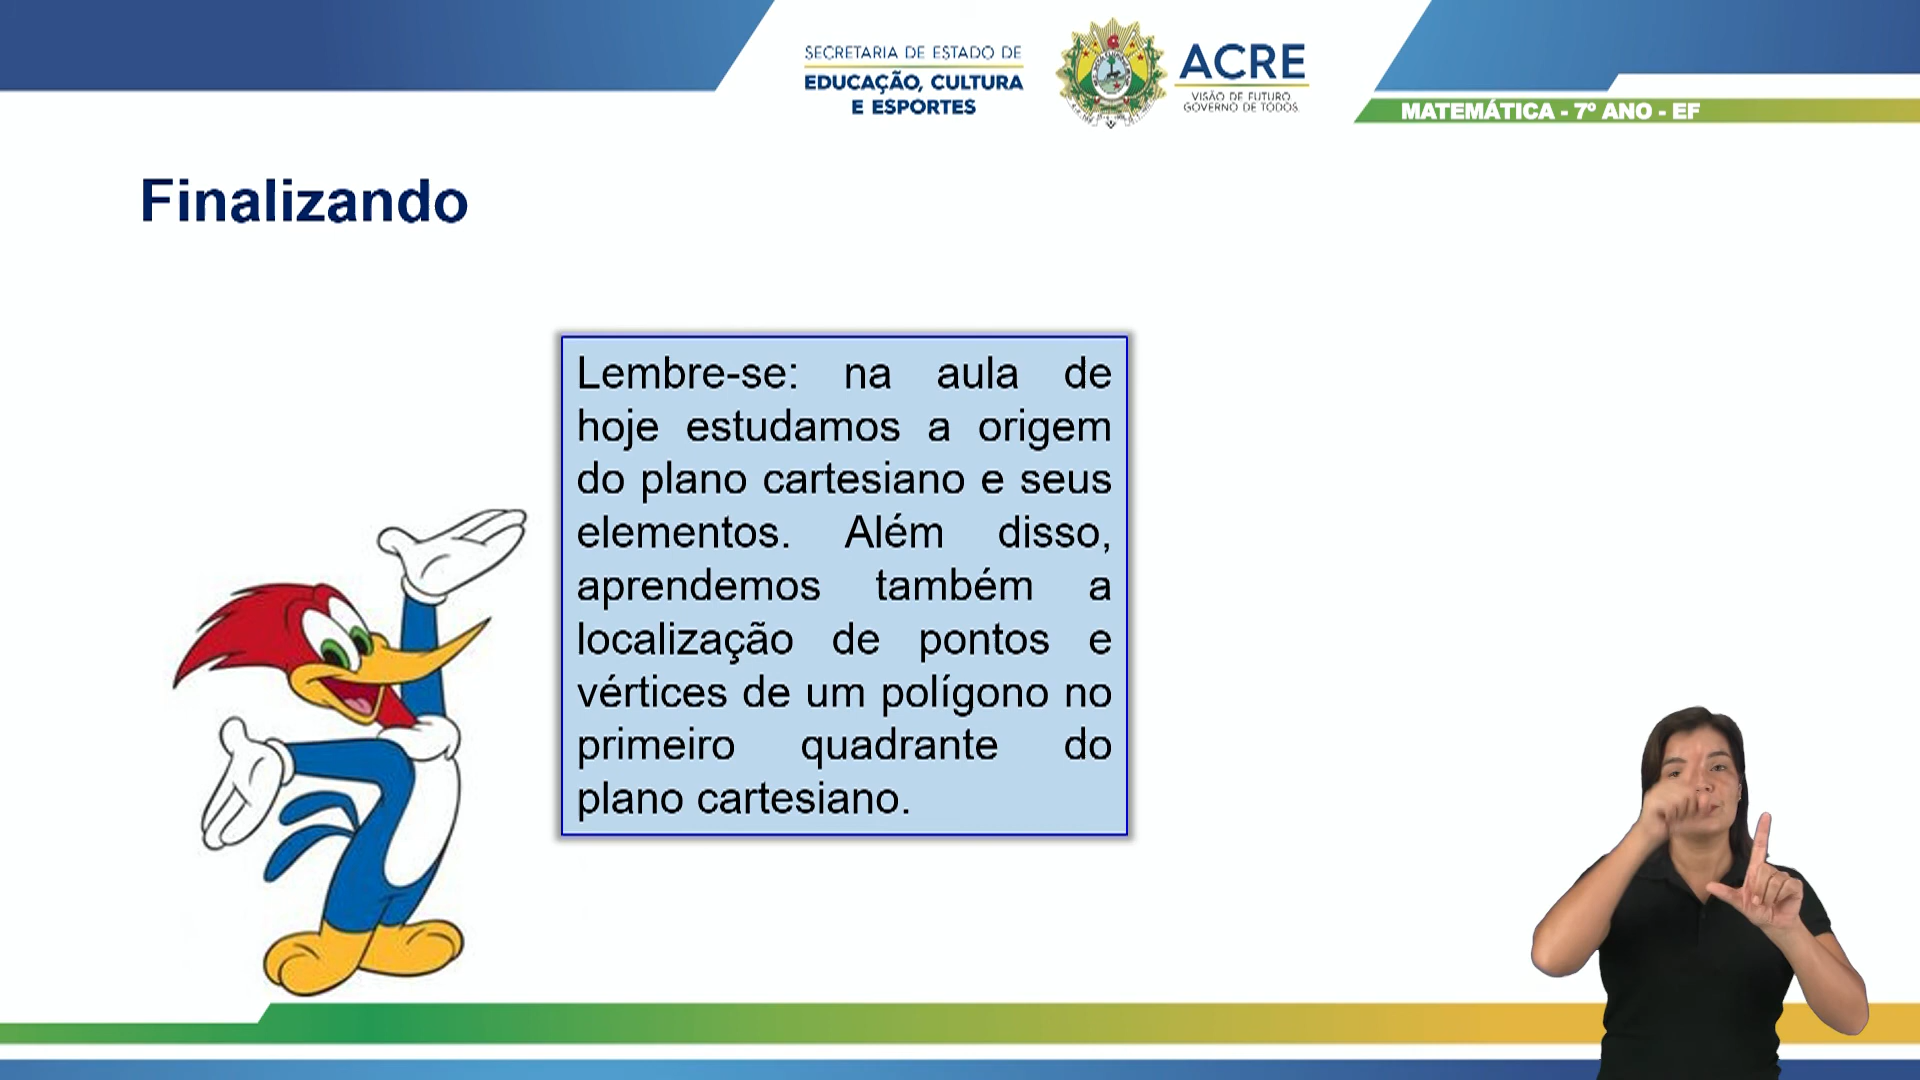 SECRETARIA DE ESTADO DE
EDUCAÇÃO, CULTURA
E ESPORTES
ACRE
VISÃO DE FUTURO
GOVERNO DE TODOS
MATEMÁTICA - 7º ANO - EF
Finalizando
Lembre-se: na aula de
hoje estudamos a origem
do plano cartesiano e seus
elementos. Além disso,
aprendemos também a
localização de pontos e
vértices de um polígono no
primeiro quadrante do
plano cartesiano.